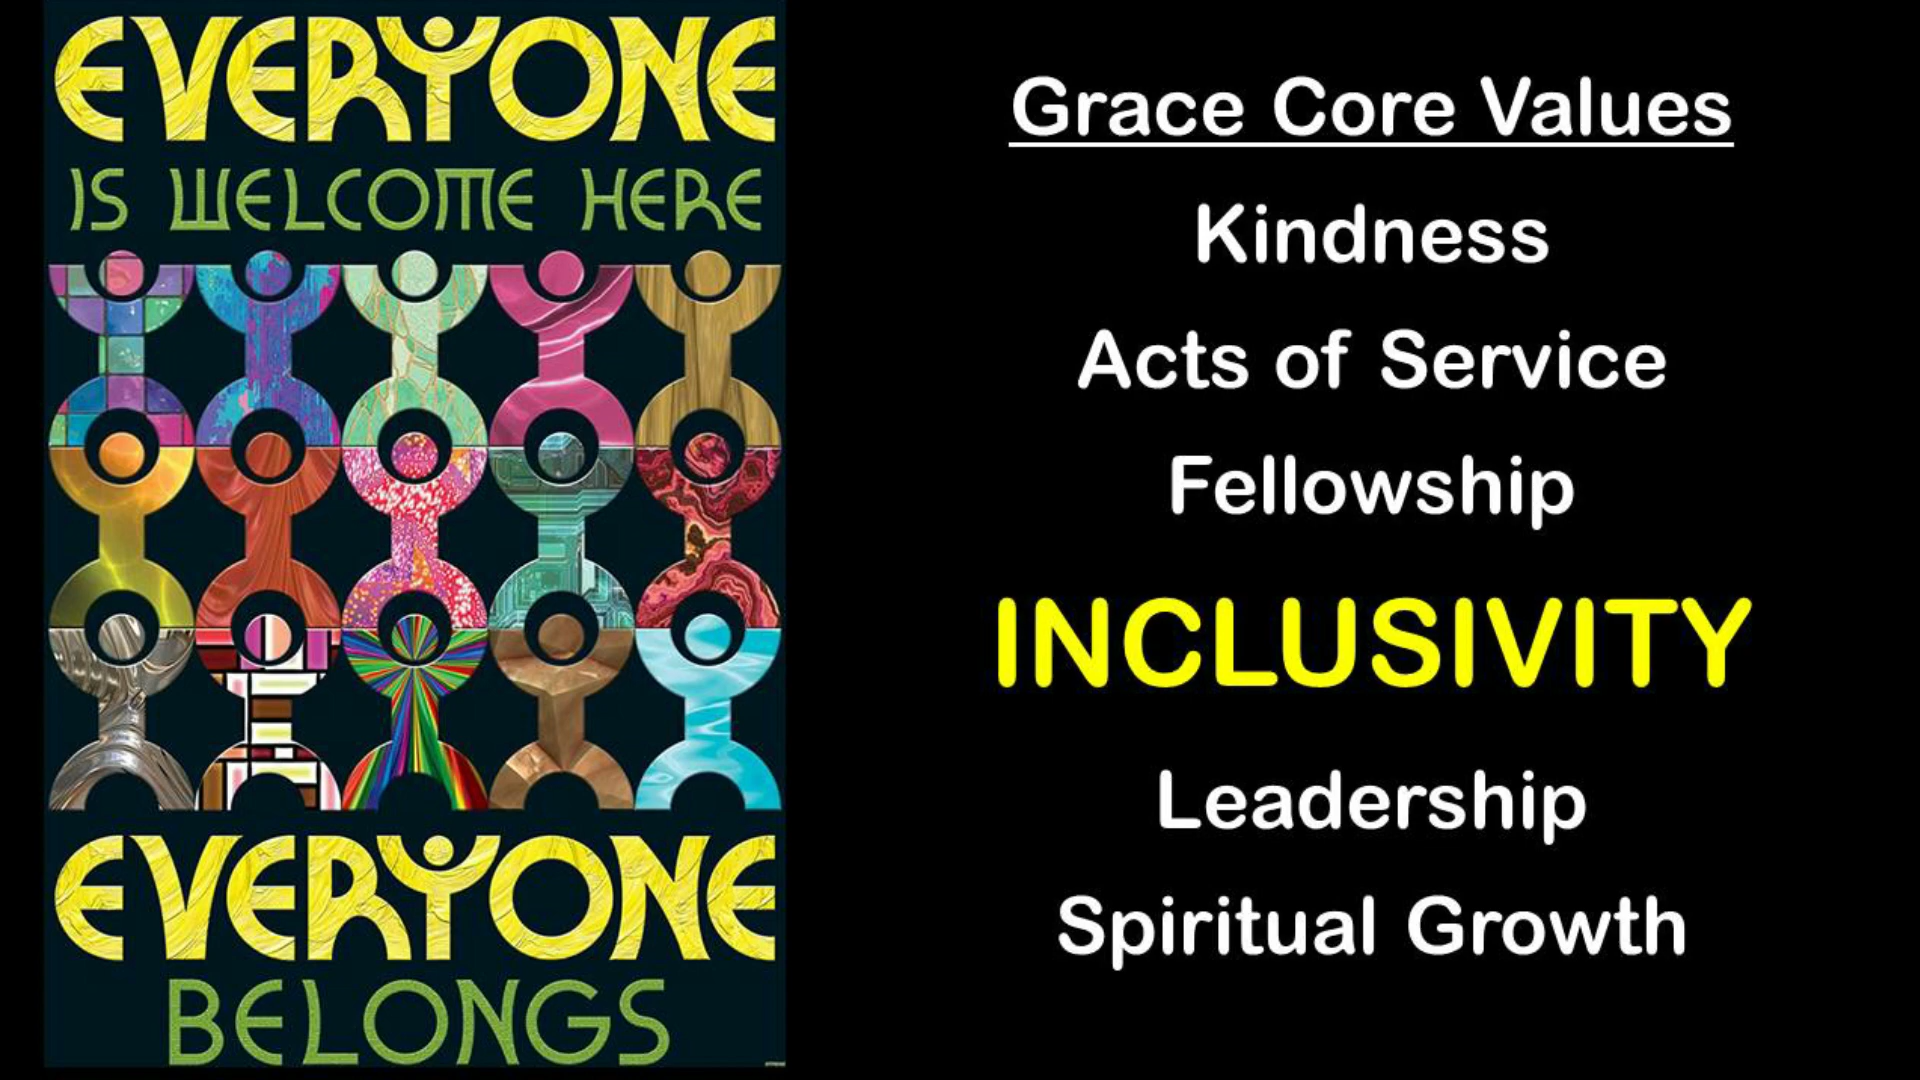 EVERYONE
IS WELCOME HERE
EVERYONE
BELONGS
Grace Core Values
Kindness
Acts of Service
Fellowship
INCLUSIVITY
Leadership
Spiritual Growth